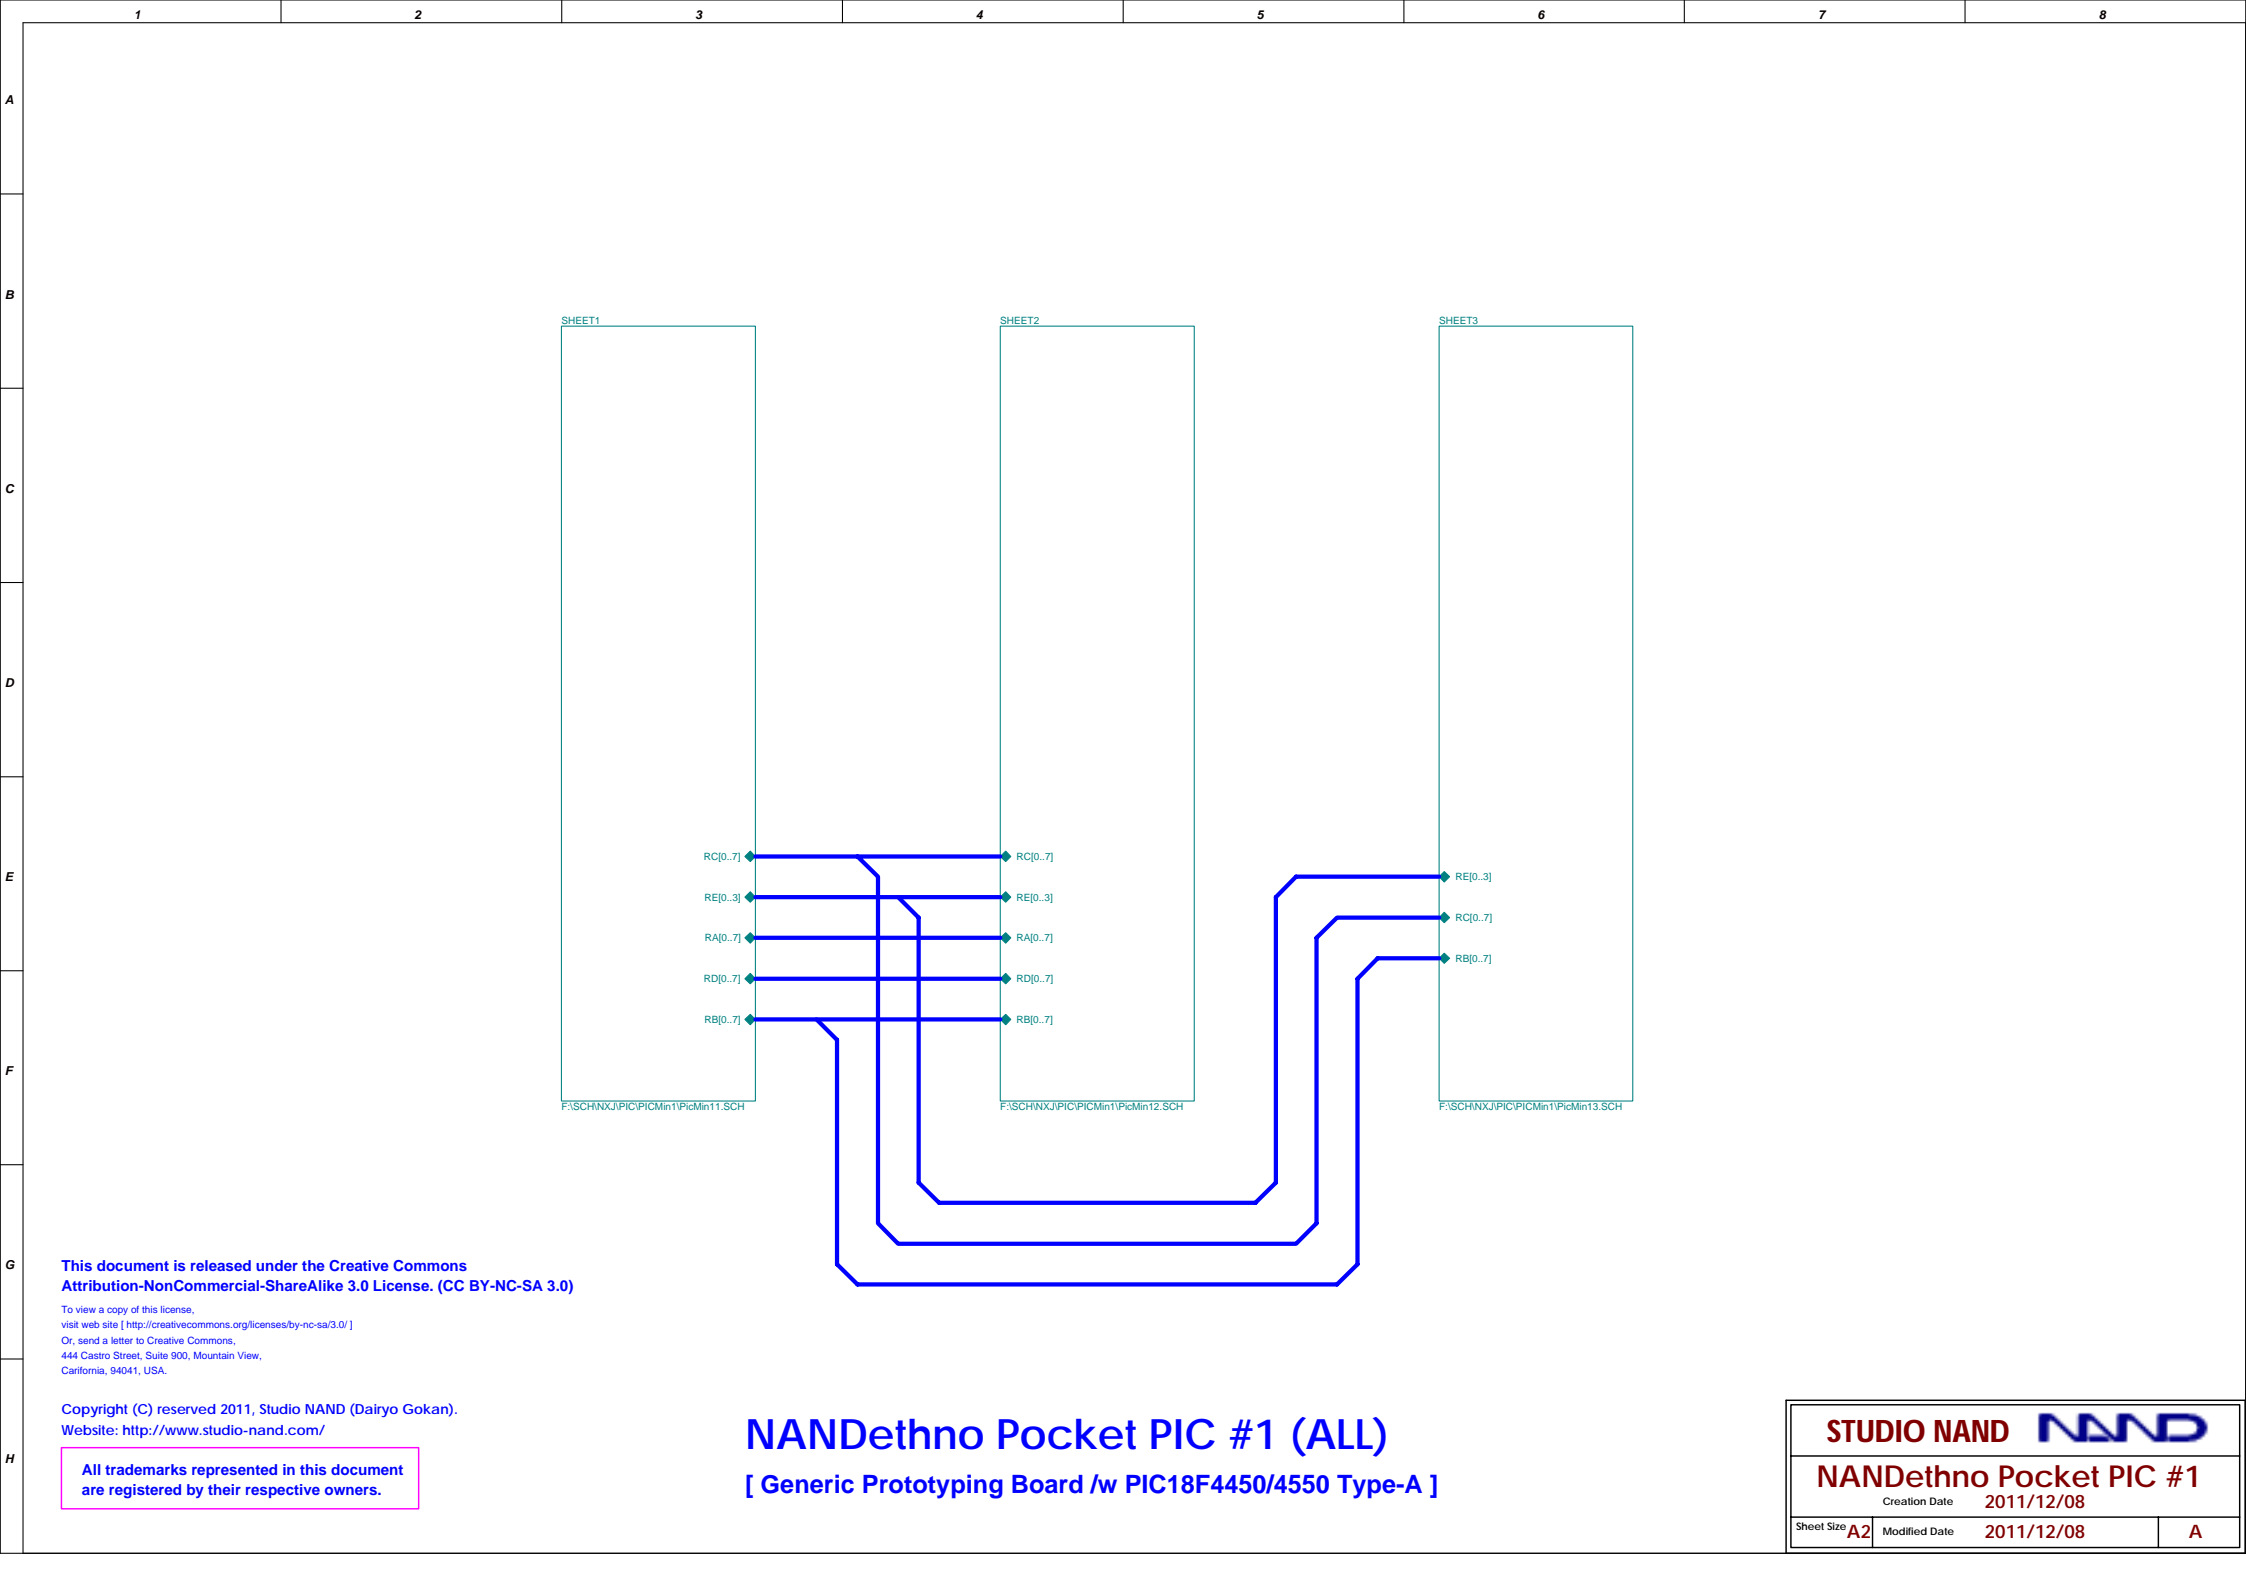 1 2 3 4 5 6 7 8
A
B
C
D
E
F
G
H
SHEET1
RC[0..7]
RE[0..3]
RA[0..7]
RD[0..7]
RB[0..7]
F:\SCH\NXJ\PIC\PICMin1\PicMin11.SCH
SHEET2
RC[0..7]
RE[0..3]
RA[0..7]
RD[0..7]
RB[0..7]
F:\SCH\NXJ\PIC\PICMin1\PicMin12.SCH
SHEET3
RE[0..3]
RC[0..7]
RB[0..7]
F:\SCH\NXJ\PIC\PICMin1\PicMin13.SCH
This document is released under the Creative Commons
Attribution-NonCommercial-ShareAlike 3.0 License. (CC BY-NC-SA 3.0)
To view a copy of this license,
visit web site [ http://creativecommons.org/licenses/by-nc-sa/3.0/ ]
Or, send a letter to Creative Commons,
444 Castro Street, Suite 900, Mountain View,
Carifornia, 94041, USA.
Copyright (C) reserved 2011, Studio NAND (Dairyo Gokan).
Website: http://www.studio-nand.com/
All trademarks represented in this document
are registered by their respective owners.
NANDethno Pocket PIC #1 (ALL)
[ Generic Prototyping Board /w PIC18F4450/4550 Type-A ]
STUDIO NAND NAND
NANDethno Pocket PIC #1
Creation Date 2011/12/08
Sheet Size A2 Modified Date 2011/12/08 A